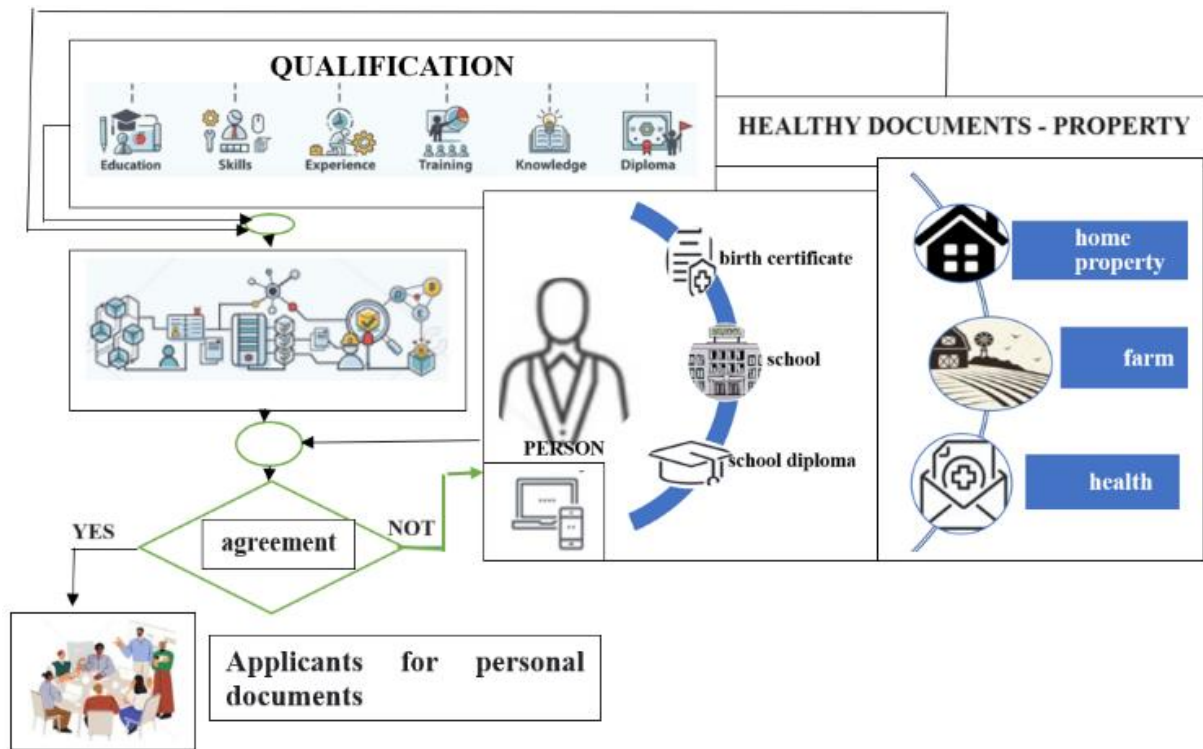 QUALIFICATION
Education
Skills
Experience
Training
Knowledge
Diploma
HEALTHY DOCUMENTS - PROPERTY
birth certificate
school
school diploma
PERSON
home
property
farm
health
YES
agreement
NOT
Applicants for personal
documents